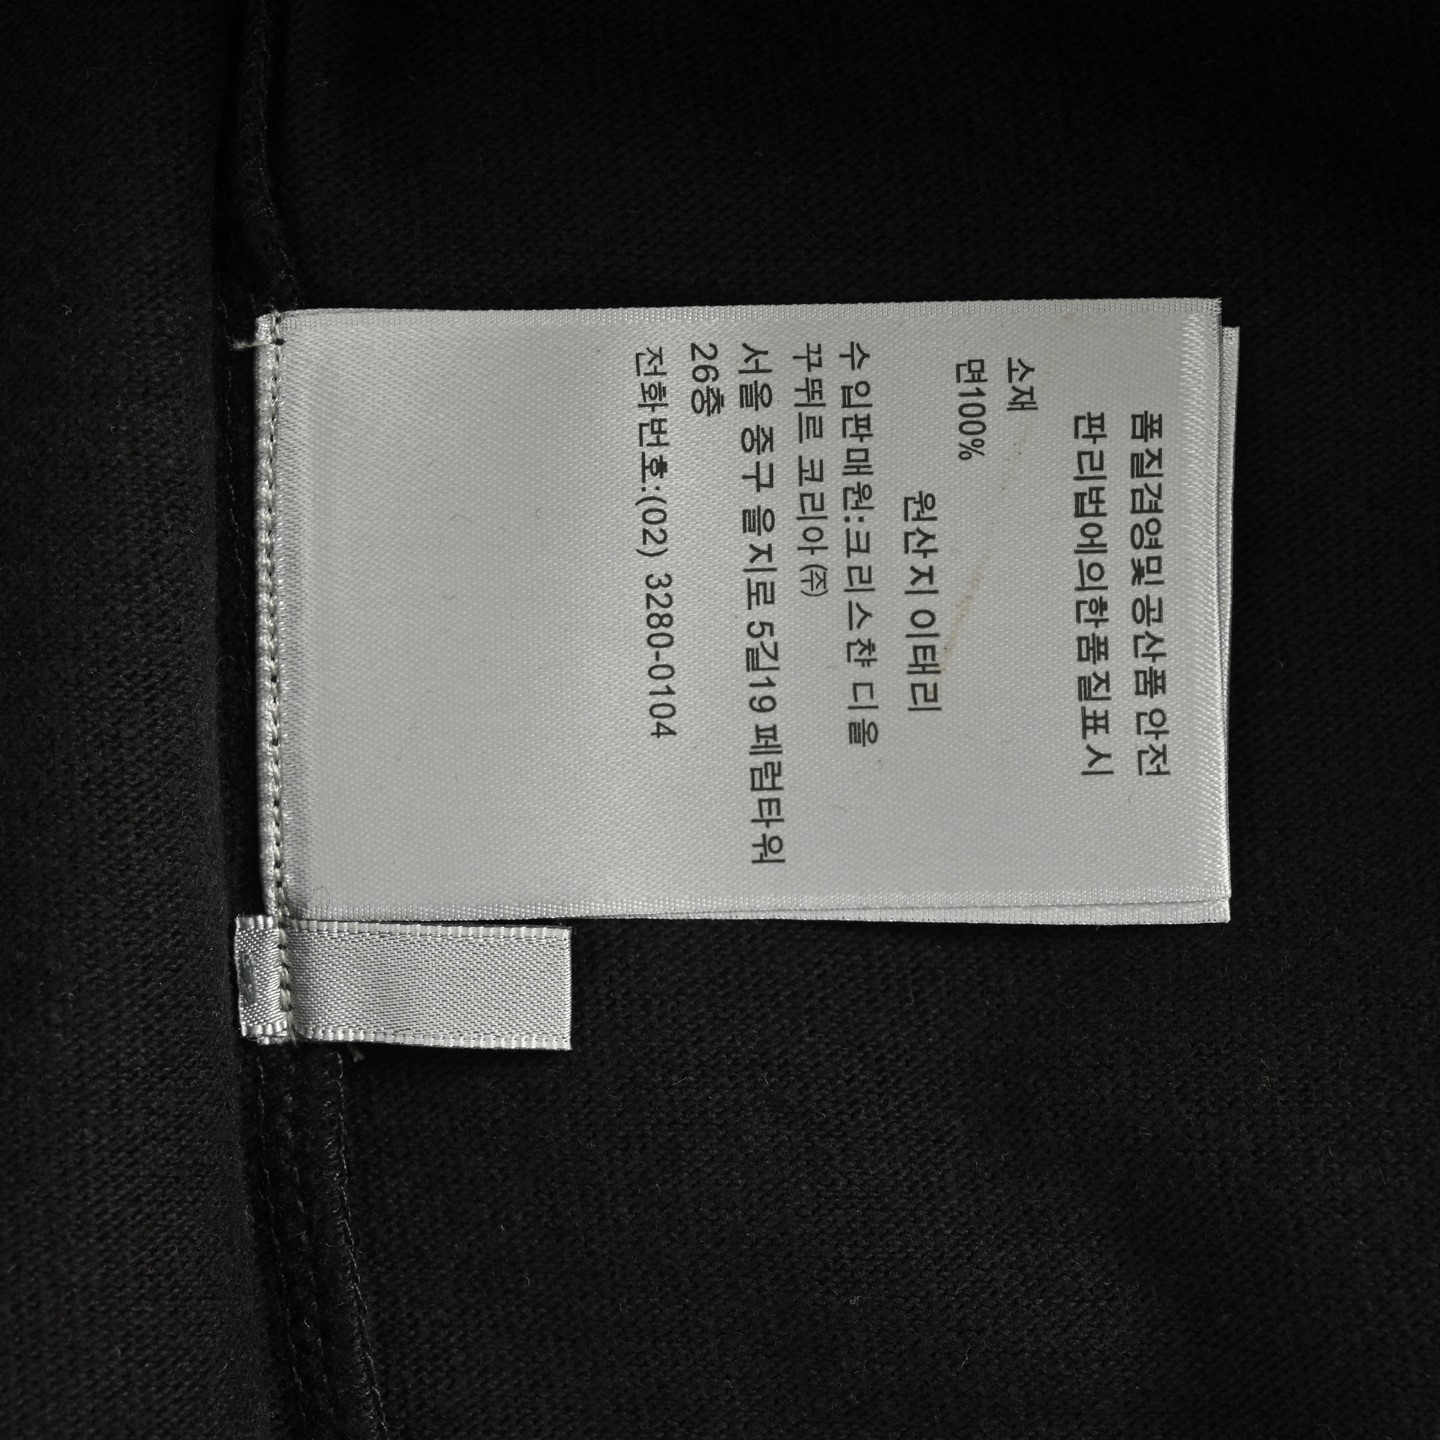 품질경영및 공산품 안전
관리법에의한품질표시
소재
면100%
원산지 이태리
수입판매원:크리스챤 디올
꾸뛰르 코리아 ㈜
서울 중구 을지로 5길19 페럼타워
26층
전화번호:(02) 3280-0104